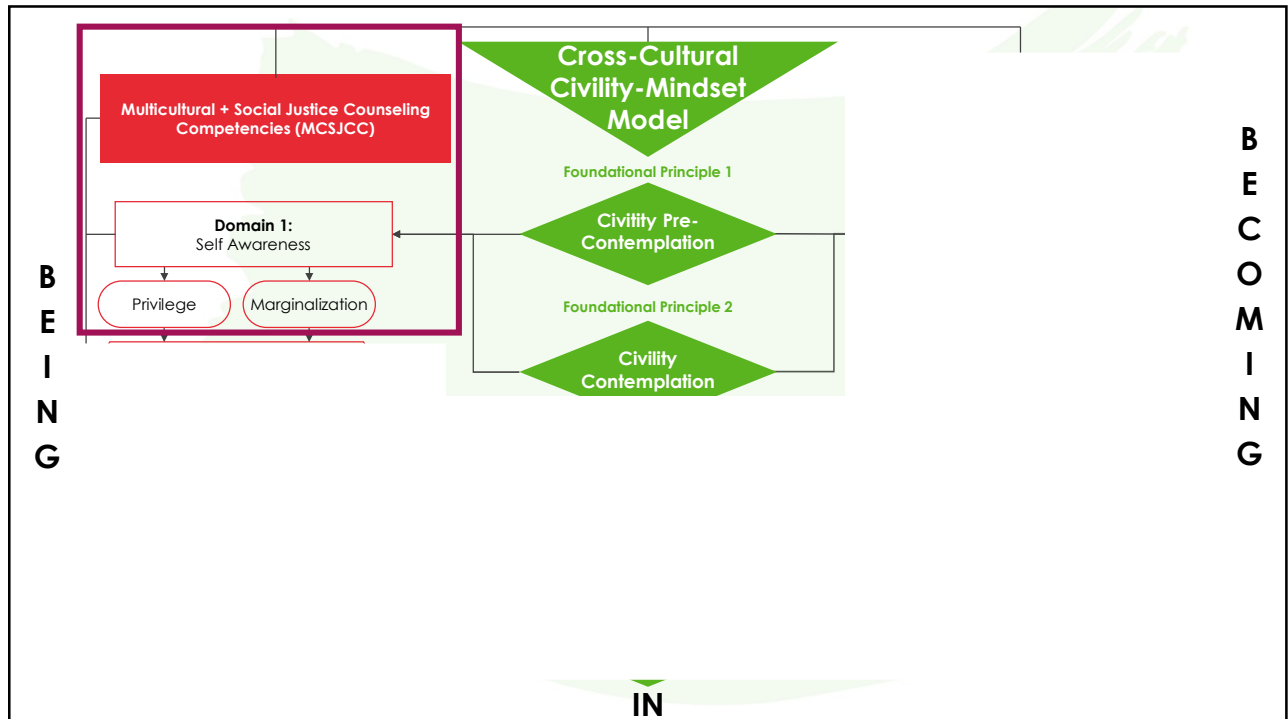 Cross-Cultural
Civility-Mindset
Model
Multicultural + Social Justice Counseling
Competencies (MCSJCC)
Foundational Principle 1
Domain 1:
Self Awareness
Civitity Pre-
Contemplation
Privilege
Marginalization
Foundational Principle 2
Civility
Contemplation
B
E
I
N
G
B
E
C
O
M
I
N
G
IN